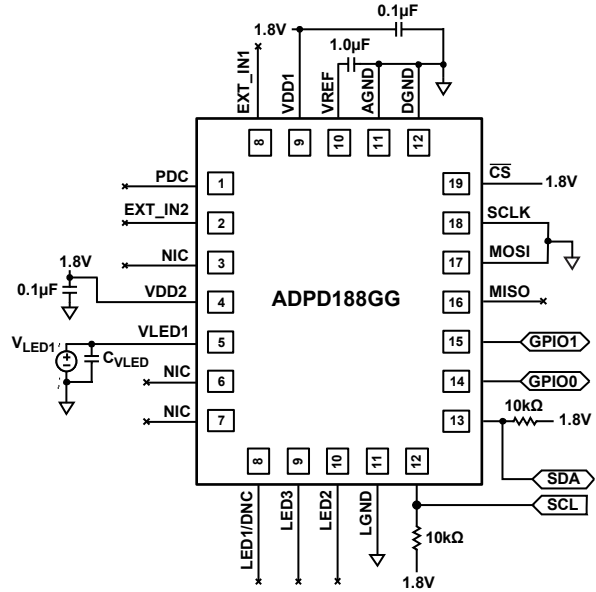 0.1µF
1.8V
1.0µF
EXT_IN1
VDD1
VREF
AGND
DGND
8
9
10
11
12
PDC
1
19
CS
1.8V
EXT_IN2
2
18
SCLK
NIC
3
17
MOSI
1.8V
0.1µF
VDD2
4
ADPD188GG
16
MISO
VLED1
5
15
GPIO1
VLED1
CVLED
NIC
6
14
GPIO0
NIC
7
13
10kΩ
1.8V
8
9
10
11
12
SDA
SCL
LED1/DNC
LED3
LED2
LGND
10kΩ
1.8V